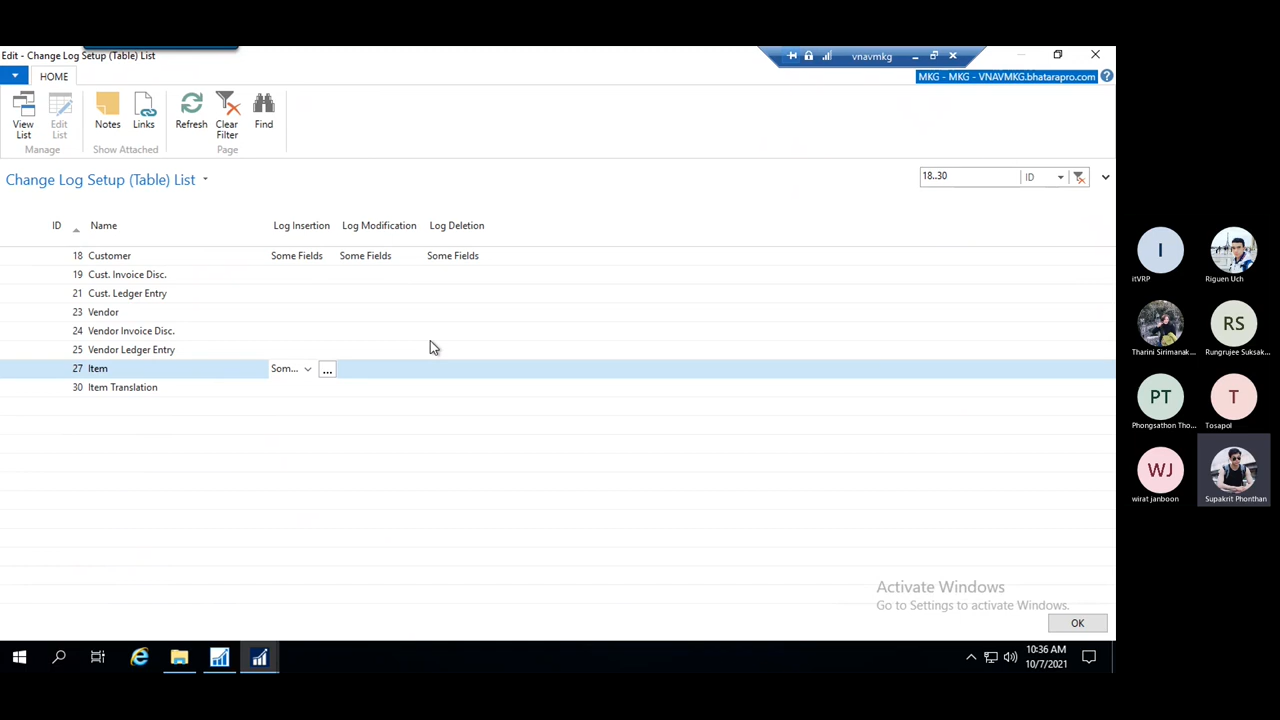 Edit - Change Log Setup (Table) List
vnavmkg
HOME
MKG - MKG - VNAVMKG.bhatarapro.com
View List
Edit List
Notes
Links
Refresh
Clear Filter
Find
Manage
Show Attached
Page
Change Log Setup (Table) List
18..30
ID
ID Name Log Insertion Log Modification Log Deletion
18 Customer Some Fields Some Fields Some Fields
19 Cust. Invoice Disc.
21 Cust. Ledger Entry
23 Vendor
24 Vendor Invoice Disc.
25 Vendor Ledger Entry
27 Item Som... ...
30 Item Translation
Activate Windows
Go to Settings to activate Windows.
OK
10:36 AM
10/7/2021
I
itVRP
Riguen Uch
Tharini Sirimanak...
RS
Rungrujee Suksak...
PT
Phongsathon Tho...
T
Tosapol
WJ
wirat janboon
Supakrit Phonthan